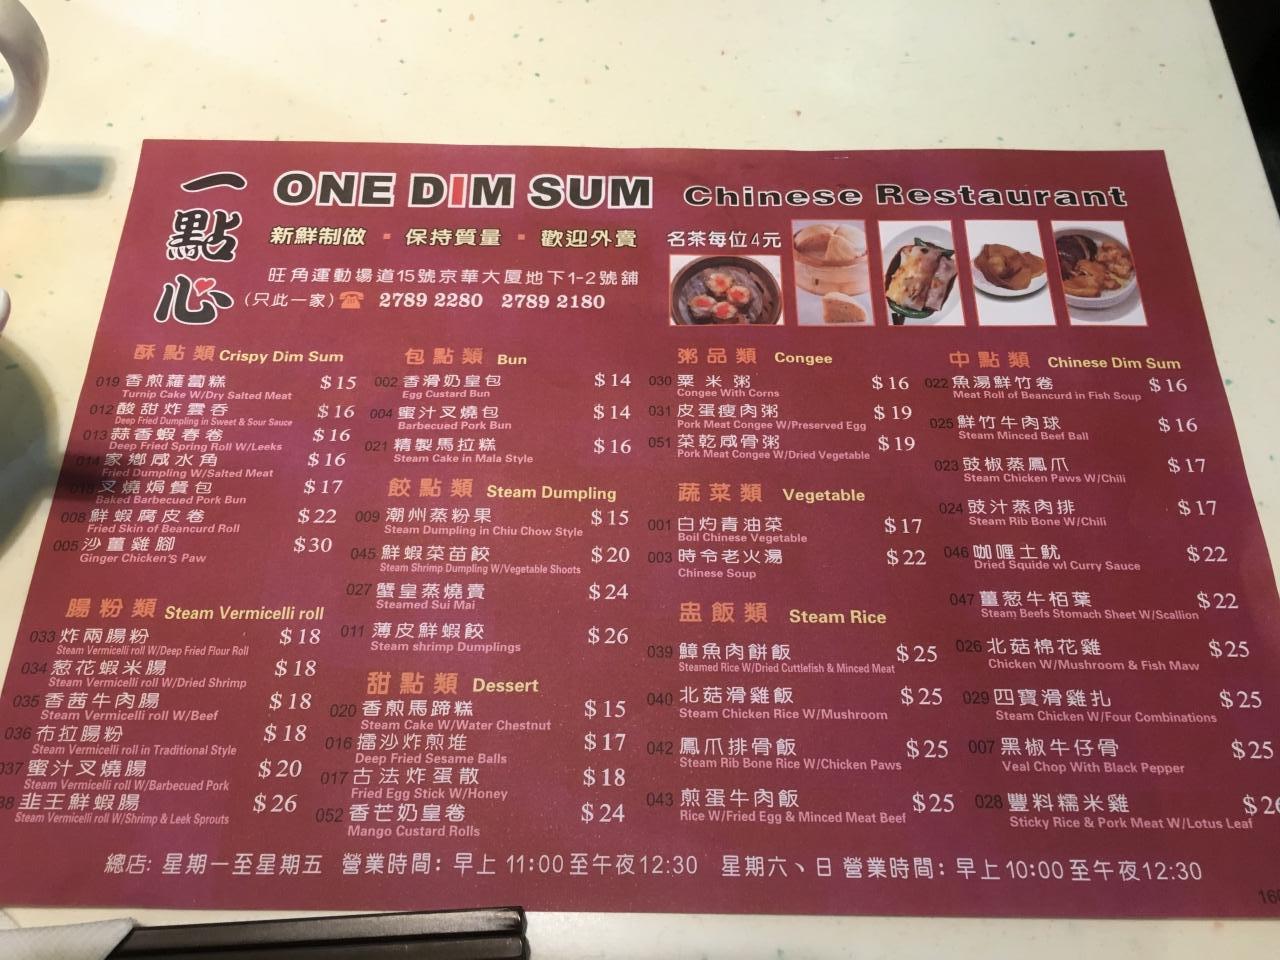 一點心
ONE DIM SUM Chinese Restaurant
新鮮制做 · 保持質量 · 歡迎外賣 名茶每位4元
旺角運動場道15號京華大厦地下1-2號舖
(只此一家) ☎ 2789 2280 2789 2180
酥點類 Crispy Dim Sum
019 香煎蘿蔔糕 $15
Turnip Cake W/Dry Salted Meat
012 酸甜炸雲吞 $16
Deep Fried Dumpling in Sweet & Sour Sauce
013 蒜香蝦春卷 $16
Deep Fried Spring Roll W/Leeks
014 家鄉咸水角 $16
Fried Dumpling W/Salted Meat
叉燒焗餐包 $17
Baked Barbecued Pork Bun
008 鮮蝦腐皮卷 $22
Fried Skin of Beancurd Roll
005 沙薑雞腳 $30
Ginger Chicken'S Paw
腸粉類 Steam Vermicelli roll
033 炸兩腸粉 $18
Steam Vermicelli roll W/Deep Fried Flour Roll
034 葱花蝦米腸 $18
Steam Vermicelli roll W/Dried Shrimp
035 香茜牛肉腸 $18
Steam Vermicelli roll W/Beef
036 布拉腸粉 $18
Steam Vermicelli roll in Traditional Style
037 蜜汁叉燒腸 $20
Steam Vermicelli roll W/Barbecued Pork
38 韭王鮮蝦腸 $26
Steam Vermicelli roll W/Shrimp & Leek Sprouts
包點類 Bun
002 香滑奶皇包 $14
Egg Custard Bun
004 蜜汁叉燒包 $14
Barbecued Pork Bun
021 精製馬拉糕 $16
Steam Cake in Mala Style
餃點類 Steam Dumpling
009 潮州蒸粉果 $15
Steam Dumpling in Chiu Chow Style
045 鮮蝦菜苗餃 $20
Steam Shrimp Dumpling W/Vegetable Shoots
027 蟹皇蒸燒賣 $24
Steamed Sui Mai
011 薄皮鮮蝦餃 $26
Steam shrimp Dumplings
甜點類 Dessert
020 香煎馬蹄糕 $15
Steam Cake W/Water Chestnut
016 擂沙炸煎堆 $17
Deep Fried Sesame Balls
017 古法炸蛋散 $18
Fried Egg Stick W/Honey
052 香芒奶皇卷 $24
Mango Custard Rolls
粥品類 Congee
030 粟米粥 $16
Congee With Corns
031 皮蛋瘦肉粥 $19
Pork Meat Congee W/Preserved Egg
051 菜乾咸骨粥 $19
Pork Meat Congee W/Dried Vegetable
蔬菜類 Vegetable
001 白灼青油菜 $17
Boil Chinese Vegetable
003 時令老火湯 $22
Chinese Soup
盅飯類 Steam Rice
039 鱆魚肉餅飯 $25
Steamed Rice W/Dried Cuttlefish & Minced Meat
040 北菇滑雞飯 $25
Steam Chicken Rice W/Mushroom
042 鳳爪排骨飯 $25
Steam Rib Bone Rice W/Chicken Paws
043 煎蛋牛肉飯 $25
Rice W/Fried Egg & Minced Meat Beef
中點類 Chinese Dim Sum
022 魚湯鮮竹卷 $16
Meat Roll of Beancurd in Fish Soup
025 鮮竹牛肉球 $16
Steam Minced Beef Ball
023 豉椒蒸鳳爪 $17
Steam Chicken Paws W/Chili
024 豉汁蒸肉排 $17
Steam Rib Bone W/Chili
046 咖喱土魷 $22
Dried Squide wl Curry Sauce
047 薑葱牛栢葉 $22
Steam Beefs Stomach Sheet W/Scallion
026 北菇棉花雞 $25
Chicken W/Mushroom & Fish Maw
029 四寶滑雞扎 $25
Steam Chicken W/Four Combinations
007 黑椒牛仔骨 $25
Veal Chop With Black Pepper
028 豐料糯米雞
Sticky Rice & Pork Meat W/Lotus Leaf
總店: 星期一至星期五 營業時間: 早上 11:00至午夜12:30 星期六、日 營業時間: 早上10:00至午夜12:30